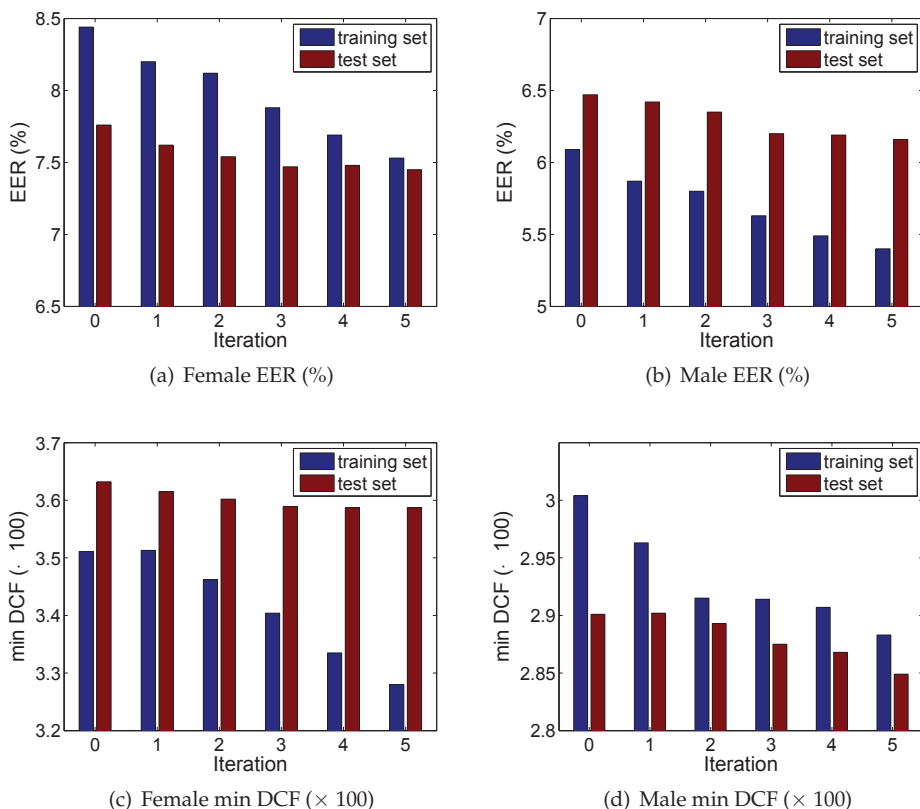 8.5
8
7.5
7
6.5
EER (%)
0 1 2 3 4 5
Iteration
training set
test set
(a) Female EER (%)
7
6.5
6
5.5
5
EER (%)
0 1 2 3 4 5
Iteration
training set
test set
(b) Male EER (%)
3.7
3.6
3.5
3.4
3.3
3.2
min DCF (· 100)
0 1 2 3 4 5
Iteration
training set
test set
(c) Female min DCF (× 100)
3
2.95
2.9
2.85
2.8
min DCF (· 100)
0 1 2 3 4 5
Iteration
training set
test set
(d) Male min DCF (× 100)